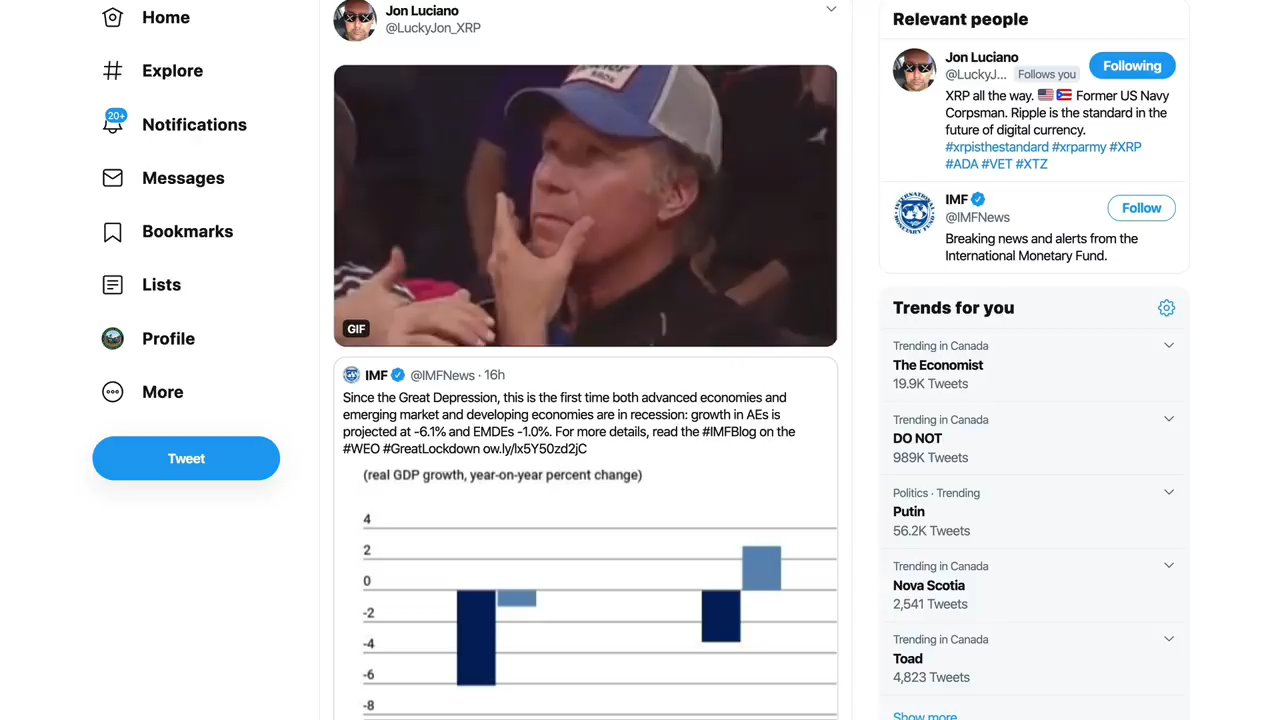 Home
Explore
20+
Notifications
Messages
Bookmarks
Lists
Profile
More
Tweet
Jon Luciano
@LuckyJon_XRP
BROS
GIF
IMF @IMFNews · 16h
Since the Great Depression, this is the first time both advanced economies and
emerging market and developing economies are in recession: growth in AEs is
projected at -6.1% and EMDEs -1.0%. For more details, read the #IMFBlog on the
#WEO #GreatLockdown ow.ly/lx5Y50zd2jC
(real GDP growth, year-on-year percent change)
4
2
0
-2
-4
-6
-8
Relevant people
Jon Luciano
@LuckyJ... Follows you
Following
XRP all the way. 🇺🇸🇵🇷 Former US Navy
Corpsman. Ripple is the standard in the
future of digital currency.
#xrpisthestandard #xrparmy #XRP
#ADA #VET #XTZ
IMF
@IMFNews
Follow
Breaking news and alerts from the
International Monetary Fund.
Trends for you
Trending in Canada
The Economist
19.9K Tweets
Trending in Canada
DO NOT
989K Tweets
Politics · Trending
Putin
56.2K Tweets
Trending in Canada
Nova Scotia
2,541 Tweets
Trending in Canada
Toad
4,823 Tweets
Show more